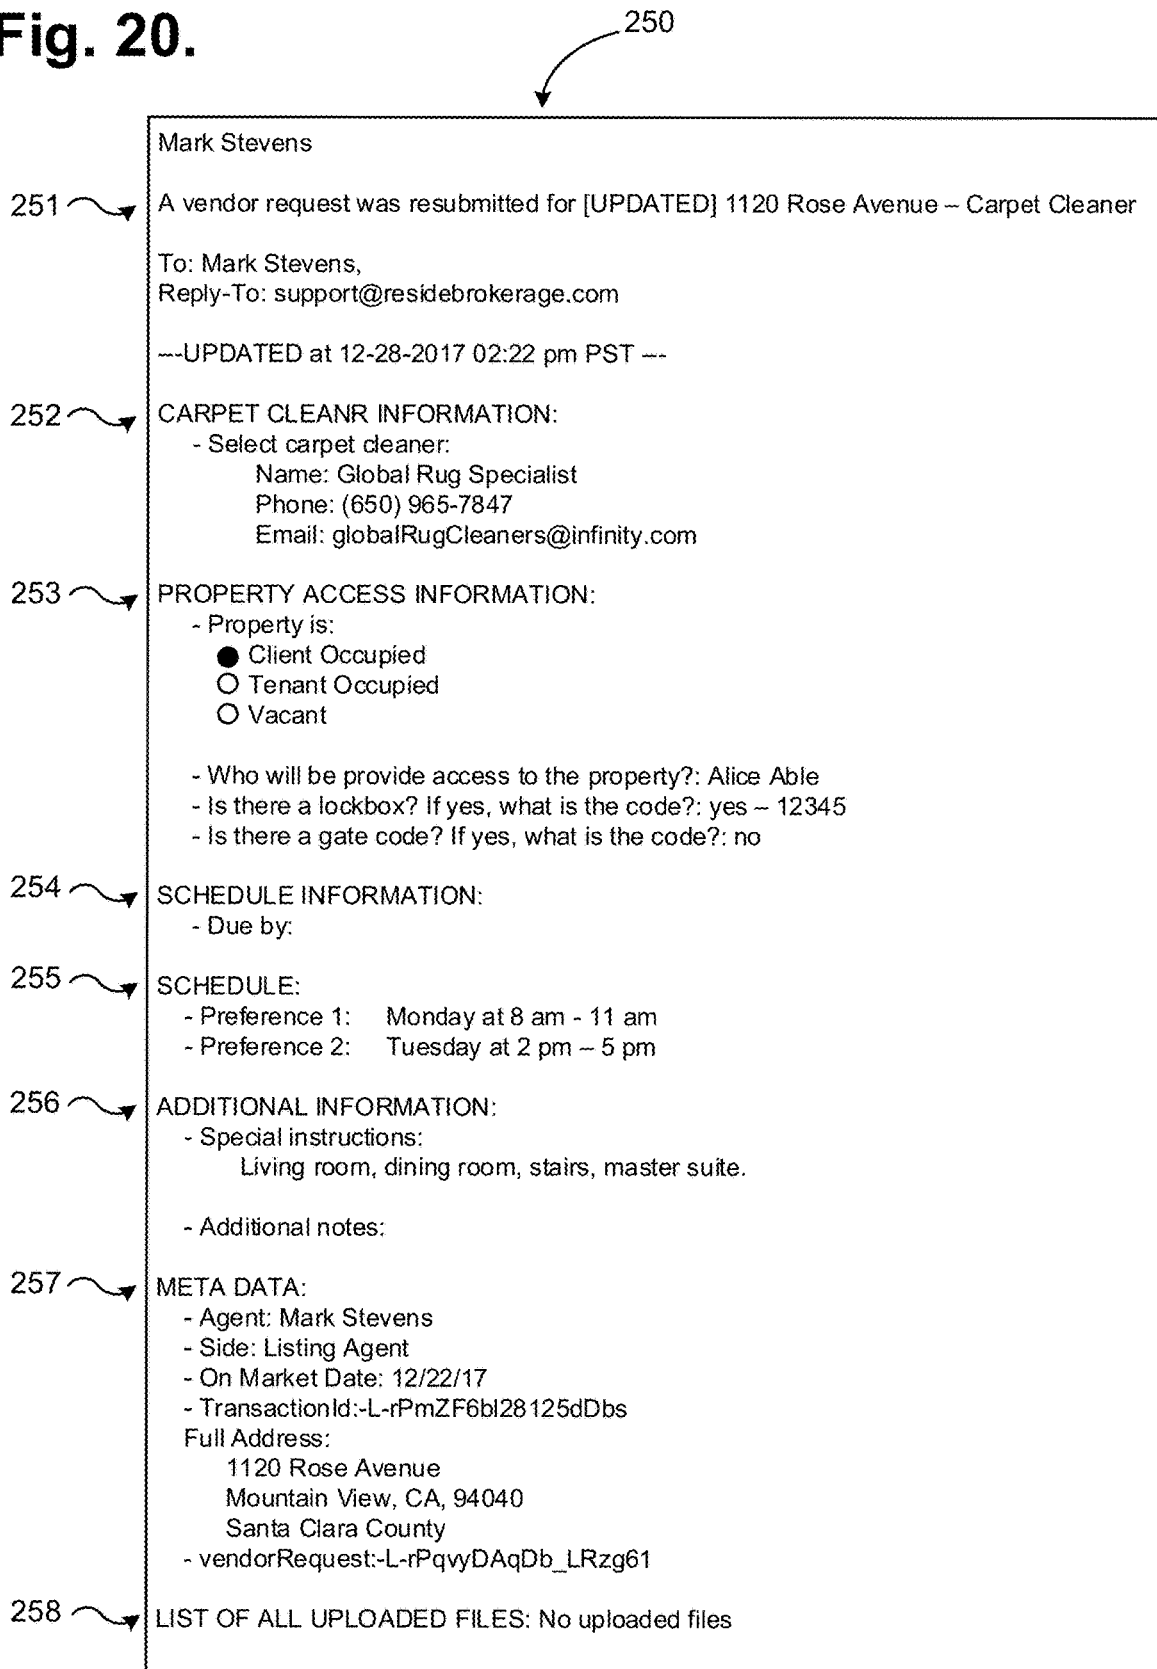 Fig. 20.
250
Mark Stevens
251 A vendor request was resubmitted for [UPDATED] 1120 Rose Avenue – Carpet Cleaner
To: Mark Stevens,
Reply-To: support@residebrokerage.com
---UPDATED at 12-28-2017 02:22 pm PST ---
252 CARPET CLEANR INFORMATION:
- Select carpet cleaner:
Name: Global Rug Specialist
Phone: (650) 965-7847
Email: globalRugCleaners@infinity.com
253 PROPERTY ACCESS INFORMATION:
- Property is:
● Client Occupied
○ Tenant Occupied
○ Vacant
- Who will be provide access to the property?: Alice Able
- Is there a lockbox? If yes, what is the code?: yes – 12345
- Is there a gate code? If yes, what is the code?: no
254 SCHEDULE INFORMATION:
- Due by:
255 SCHEDULE:
- Preference 1: Monday at 8 am - 11 am
- Preference 2: Tuesday at 2 pm – 5 pm
256 ADDITIONAL INFORMATION:
- Special instructions:
Living room, dining room, stairs, master suite.
- Additional notes:
257 META DATA:
- Agent: Mark Stevens
- Side: Listing Agent
- On Market Date: 12/22/17
- TransactionId:-L-rPmZF6bl28125dDbs
Full Address:
1120 Rose Avenue
Mountain View, CA, 94040
Santa Clara County
- vendorRequest:-L-rPqvyDAqDb_LRzg61
258 LIST OF ALL UPLOADED FILES: No uploaded files